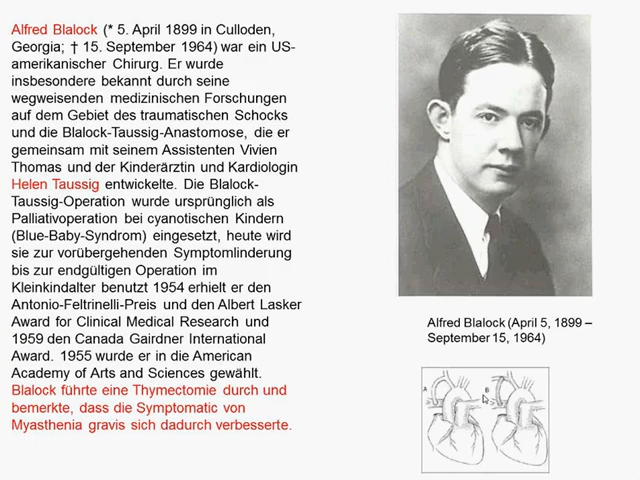 Alfred Blalock (* 5. April 1899 in Culloden,
Georgia; † 15. September 1964) war ein US-
amerikanischer Chirurg. Er wurde
insbesondere bekannt durch seine
wegweisenden medizinischen Forschungen
auf dem Gebiet des traumatischen Schocks
und die Blalock-Taussig-Anastomose, die er
gemeinsam mit seinem Assistenten Vivien
Thomas und der Kinderärztin und Kardiologin
Helen Taussig entwickelte. Die Blalock-
Taussig-Operation wurde ursprünglich als
Palliativoperation bei cyanotischen Kindern
(Blue-Baby-Syndrom) eingesetzt, heute wird
sie zur vorübergehenden Symptomlinderung
bis zur endgültigen Operation im
Kleinkindalter benutzt 1954 erhielt er den
Antonio-Feltrinelli-Preis und den Albert Lasker
Award for Clinical Medical Research und
1959 den Canada Gairdner International
Award. 1955 wurde er in die American
Academy of Arts and Sciences gewählt.
Blalock führte eine Thymectomie durch und
bemerkte, dass die Symptomatic von
Myasthenia gravis sich dadurch verbesserte.
Alfred Blalock (April 5, 1899 –
September 15, 1964)
A B